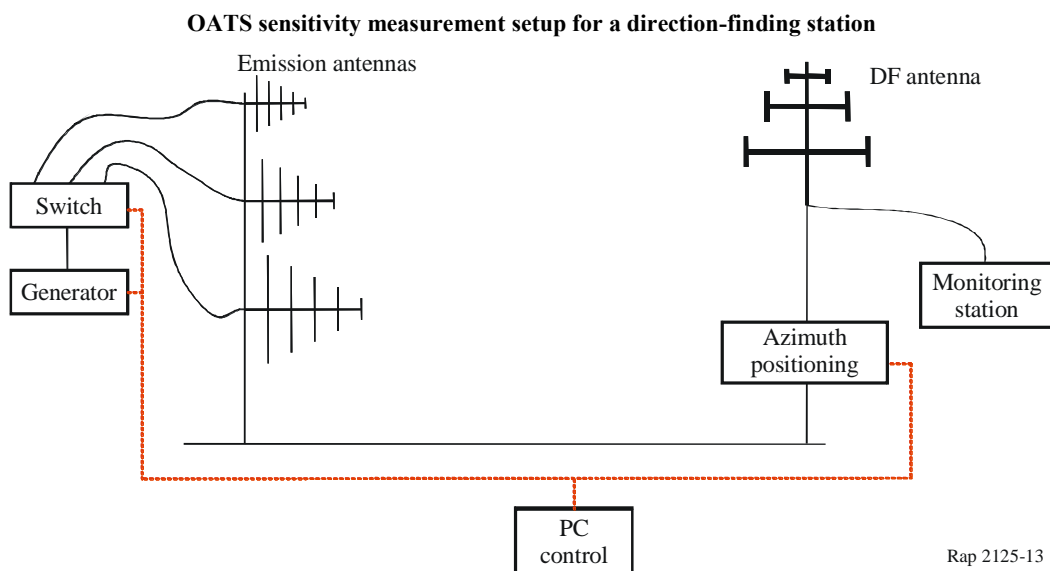 OATS sensitivity measurement setup for a direction-finding station
Emission antennas
DF antenna
Switch
Generator
Monitoring
station
Azimuth
positioning
PC
control
Rap 2125-13